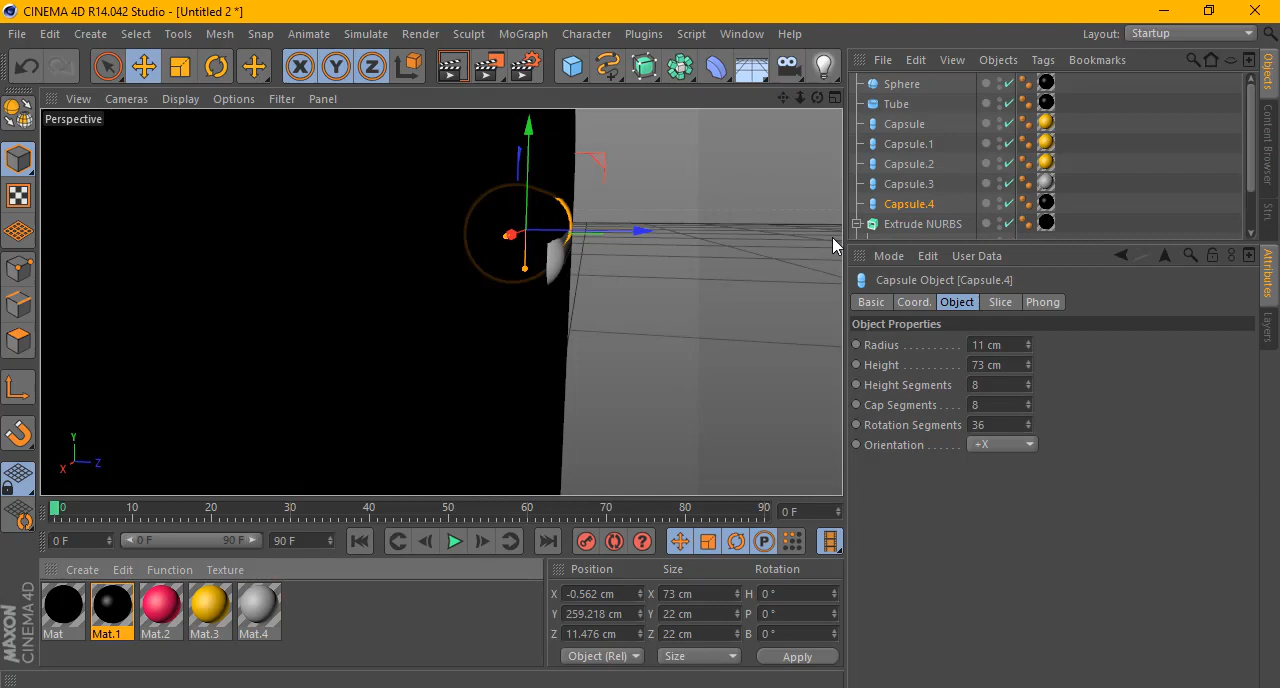 CINEMA 4D R14.042 Studio - [Untitled 2 *]
File Edit Create Select Tools Mesh Snap Animate Simulate Render Sculpt MoGraph Character Plugins Script Window Help Layout: Startup
File Edit View Objects Tags Bookmarks
View Cameras Display Options Filter Panel
Perspective
Sphere
Tube
Capsule
Capsule.1
Capsule.2
Capsule.3
Capsule.4
Extrude NURBS
Objects
Content Browser
Str.
Mode Edit User Data
Capsule Object [Capsule.4]
Basic Coord. Object Slice Phong
Object Properties
Radius . . . . . . . . . . 11 cm
Height . . . . . . . . . . 73 cm
Height Segments 8
Cap Segments . . . . 8
Rotation Segments 36
Orientation . . . . . . +X
Attributes
Layers
X Y Z
Y
X Z
0 10 20 30 40 50 60 70 80 90 0 F
0 F 0 F 90 F 90 F
Create Edit Function Texture
Mat Mat.1 Mat.2 Mat.3 Mat.4
Position Size Rotation
X -0.562 cm X 73 cm H 0 °
Y 259.218 cm Y 22 cm P 0 °
Z 11.476 cm Z 22 cm B 0 °
Object (Rel) Size Apply
MAXON
CINEMA 4D